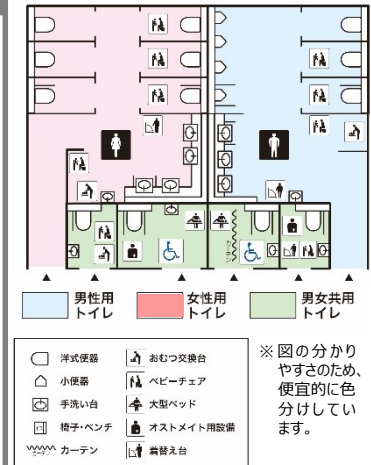 カーテン
男性用
トイレ
女性用
トイレ
男女共用
トイレ
洋式便器
おむつ交換台
小便器
ベビーチェア
手洗い台
大型ベッド
椅子・ベンチ
オストメイト用設備
カーテン
着替え台
※図の分かり
やすさのため、
便宜的に色
分けしてい
ます。